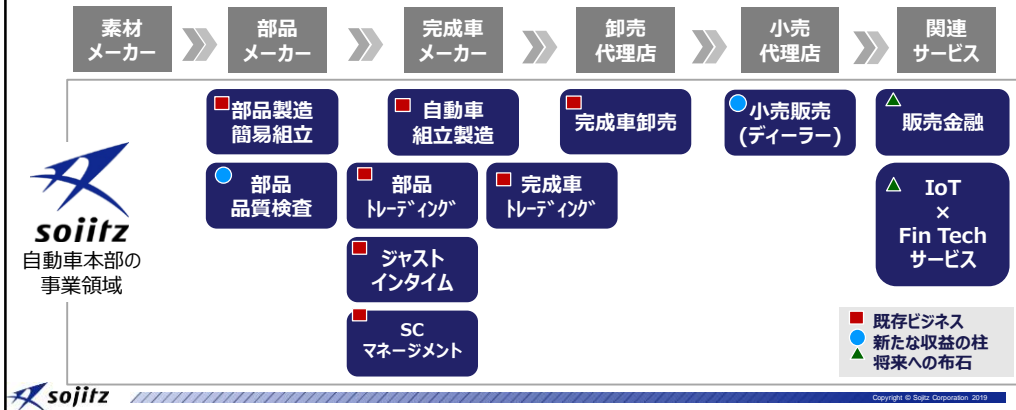 素材
メーカー
部品
メーカー
完成車
メーカー
卸売
代理店
小売
代理店
関連
サービス
部品製造
簡易組立
自動車
組立製造
完成車卸売
小売販売
(ディーラー)
販売金融
部品
品質検査
部品
トレーディング
完成車
トレーディング
IoT
×
Fin Tech
サービス
ジャスト
インタイム
SC
マネージメント
sojitz
自動車本部の
事業領域
既存ビジネス
新たな収益の柱
将来への布石
sojitz
Copyright © Sojitz Corporation 2019